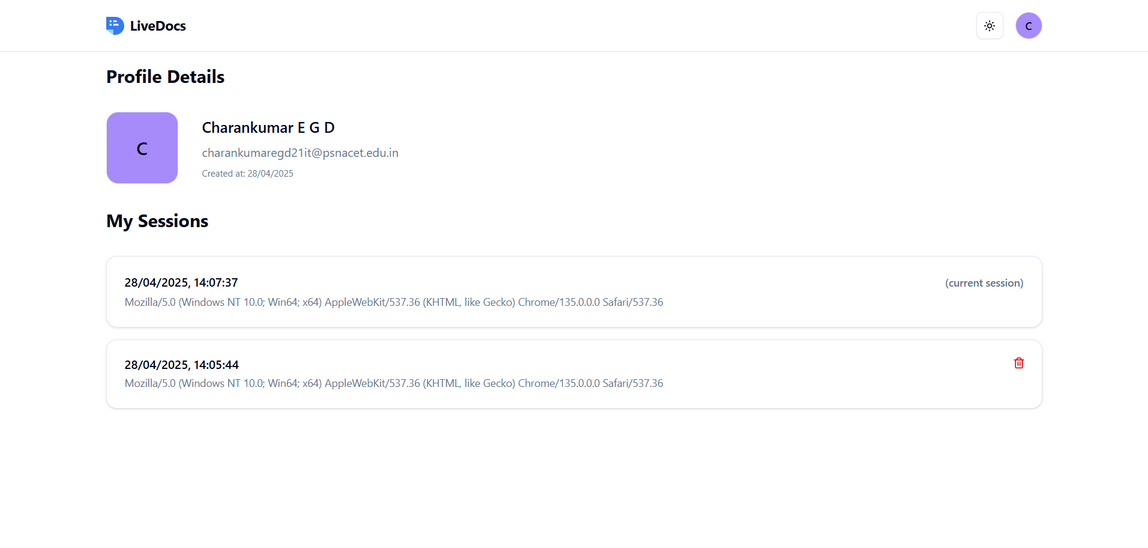 LiveDocs
C
Profile Details
C
Charankumar E G D
charankumaregd21it@psnacet.edu.in
Created at: 28/04/2025
My Sessions
28/04/2025, 14:07:37
(current session)
Mozilla/5.0 (Windows NT 10.0; Win64; x64) AppleWebKit/537.36 (KHTML, like Gecko) Chrome/135.0.0.0 Safari/537.36
28/04/2025, 14:05:44
Mozilla/5.0 (Windows NT 10.0; Win64; x64) AppleWebKit/537.36 (KHTML, like Gecko) Chrome/135.0.0.0 Safari/537.36